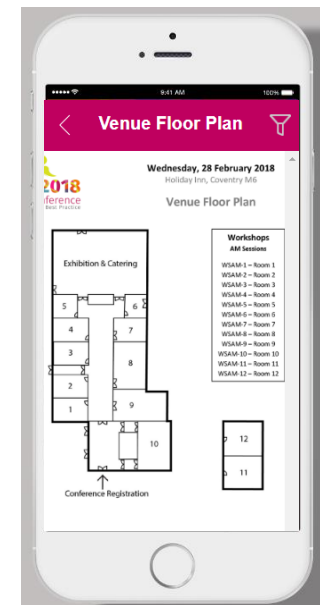 9:41 AM
100%
Venue Floor Plan
2018
Wednesday, 28 February 2018
Holiday Inn, Coventry M6
ference
Best Practice
Venue Floor Plan
Workshops
AM Sessions
WSAM-1 – Room 1
WSAM-2 – Room 2
WSAM-3 – Room 3
WSAM-4 – Room 4
WSAM-5 – Room 5
WSAM-6 – Room 6
WSAM-7 – Room 7
WSAM-8 – Room 8
WSAM-9 – Room 9
WSAM-10 – Room 10
WSAM-11 – Room 11
WSAM-12 – Room 12
Exhibition & Catering
5
6
4
7
3
8
2
1
9
10
12
11
Conference Registration